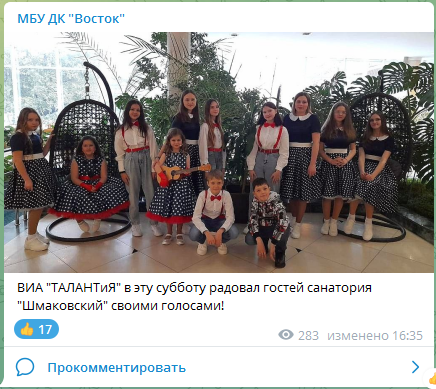 МБУ ДК "Восток"
ВИА "ТАЛАНТиЯ" в эту субботу радовал гостей санатория
"Шмаковский" своими голосами!
👍 17
283 изменено 16:35
Прокомментировать